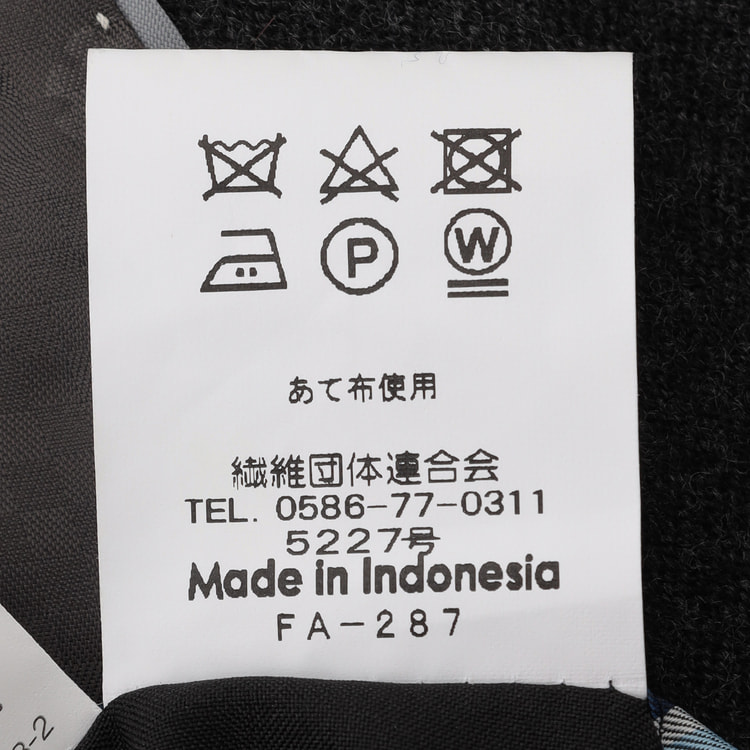 P W
あて布使用
繊維団体連合会
TEL. 0586-77-0311
5227号
Made in Indonesia
FA-287